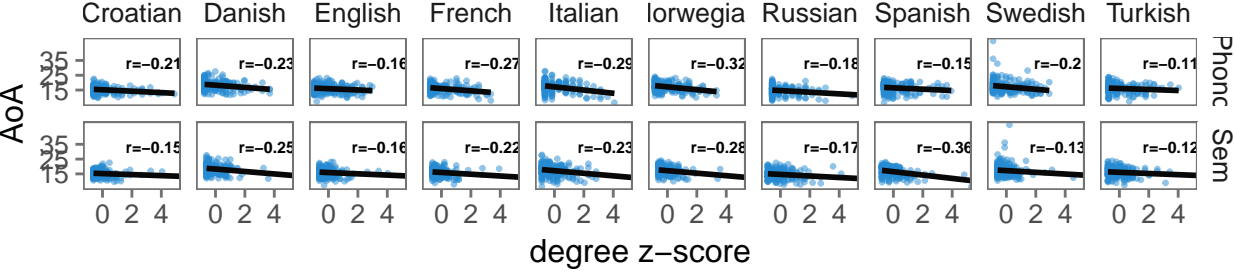 Croatian Danish English French Italian lorwegia Russian Spanish Swedish Turkish
35
25
15
r=−0.21 r=−0.23 r=−0.16 r=−0.27 r=−0.29 r=−0.32 r=−0.18 r=−0.15 r=−0.2 r=−0.11
Phono
AoA
35
25
15
r=−0.15 r=−0.25 r=−0.16 r=−0.22 r=−0.23 r=−0.28 r=−0.17 r=−0.36 r=−0.13 r=−0.12
Sem
0 2 4 0 2 4 0 2 4 0 2 4 0 2 4 0 2 4 0 2 4 0 2 4 0 2 4 0 2 4
degree z−score